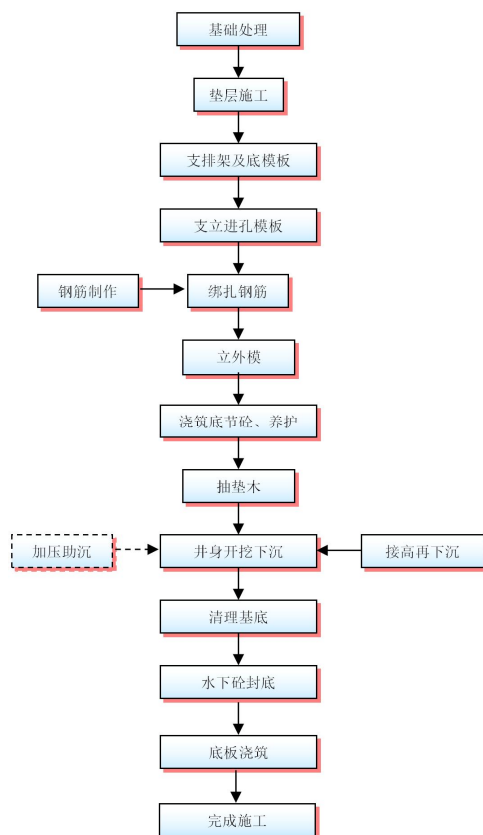 基础处理
垫层施工
支排架及底模板
支立进孔模板
钢筋制作
绑扎钢筋
立外模
浇筑底节砼、养护
抽垫木
加压助沉
井身开挖下沉
接高再下沉
清理基底
水下砼封底
底板浇筑
完成施工